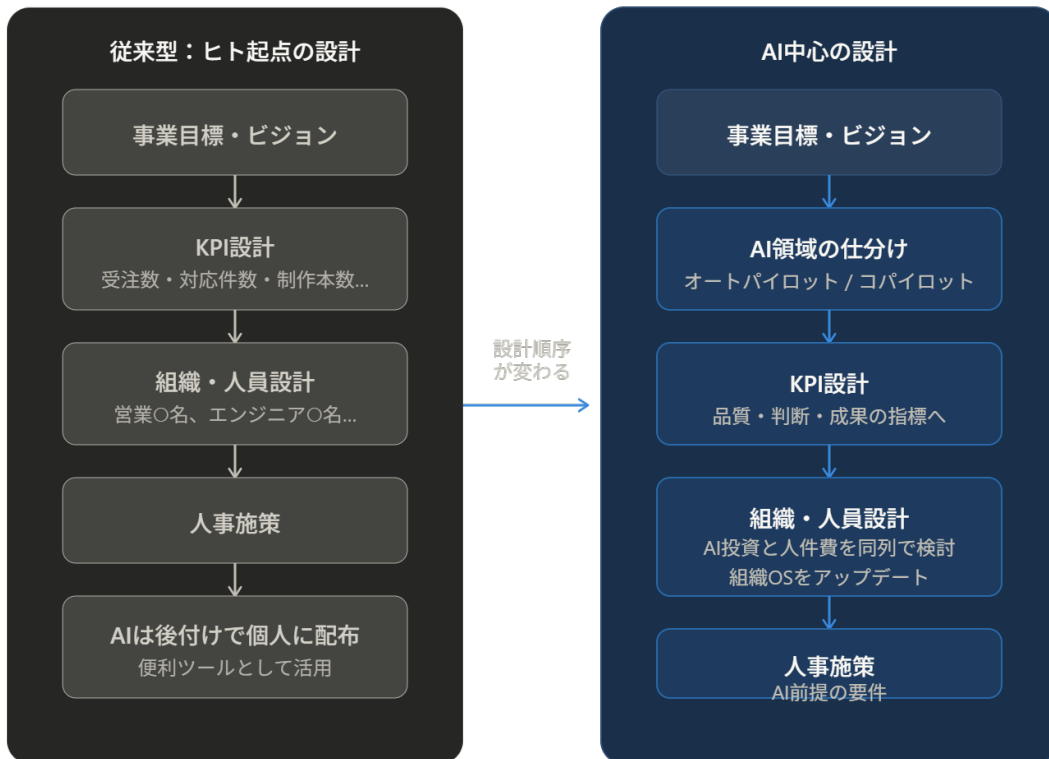 従来型：ヒト起点の設計
事業目標・ビジョン
KPI設計
受注数・対応件数・制作本数...
組織・人員設計
営業〇名、エンジニア〇名...
人事施策
AIは後付けで個人に配布
便利ツールとして活用
設計順序
が変わる
AI中心の設計
事業目標・ビジョン
AI領域の仕分け
オートパイロット / コパイロット
KPI設計
品質・判断・成果の指標へ
組織・人員設計
AI投資と人件費を同列で検討
組織OSをアップデート
人事施策
AI前提の要件